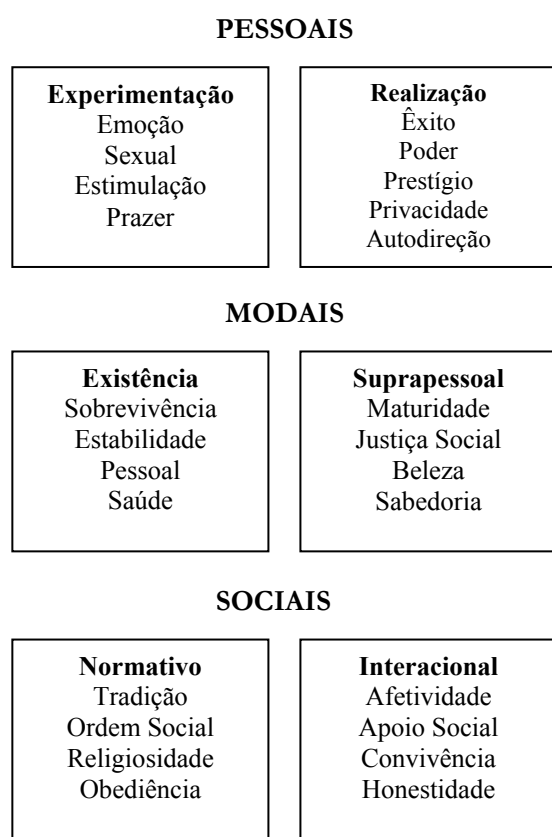 PESSOAIS
Experimentação
Emoção
Sexual
Estimulação
Prazer
Realização
Êxito
Poder
Prestígio
Privacidade
Autodireção
MODAIS
Existência
Sobrevivência
Estabilidade
Pessoal
Saúde
Suprapessoal
Maturidade
Justiça Social
Beleza
Sabedoria
SOCIAIS
Normativo
Tradição
Ordem Social
Religiosidade
Obediência
Interacional
Afetividade
Apoio Social
Convivência
Honestidade